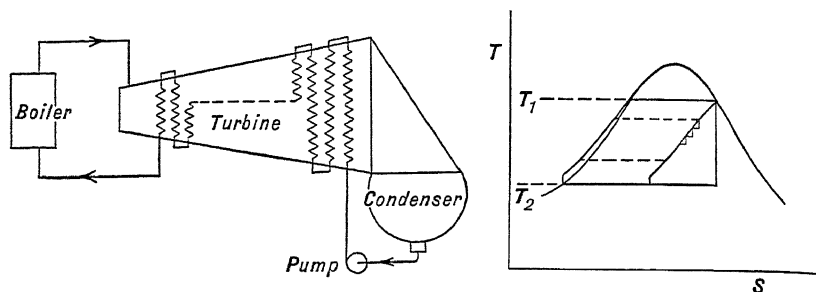 Boiler
Turbine
Condenser
Pump
T
T₁
T₂
S